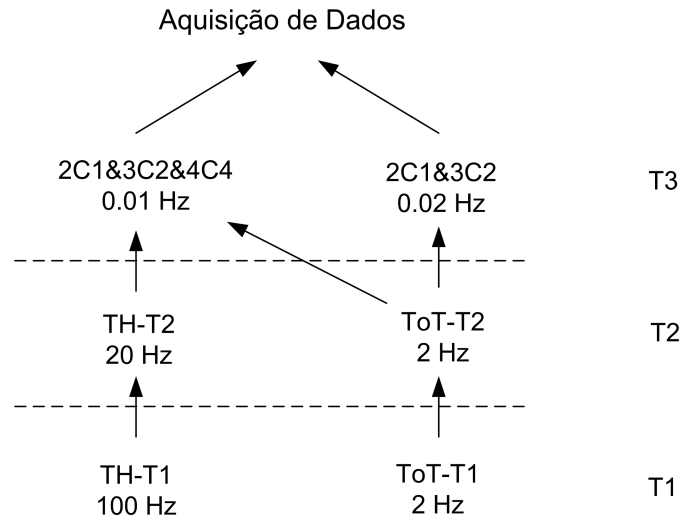 Aquisição de Dados
2C1&3C2&4C4
0.01 Hz
2C1&3C2
0.02 Hz
T3
TH-T2
20 Hz
ToT-T2
2 Hz
T2
TH-T1
100 Hz
ToT-T1
2 Hz
T1